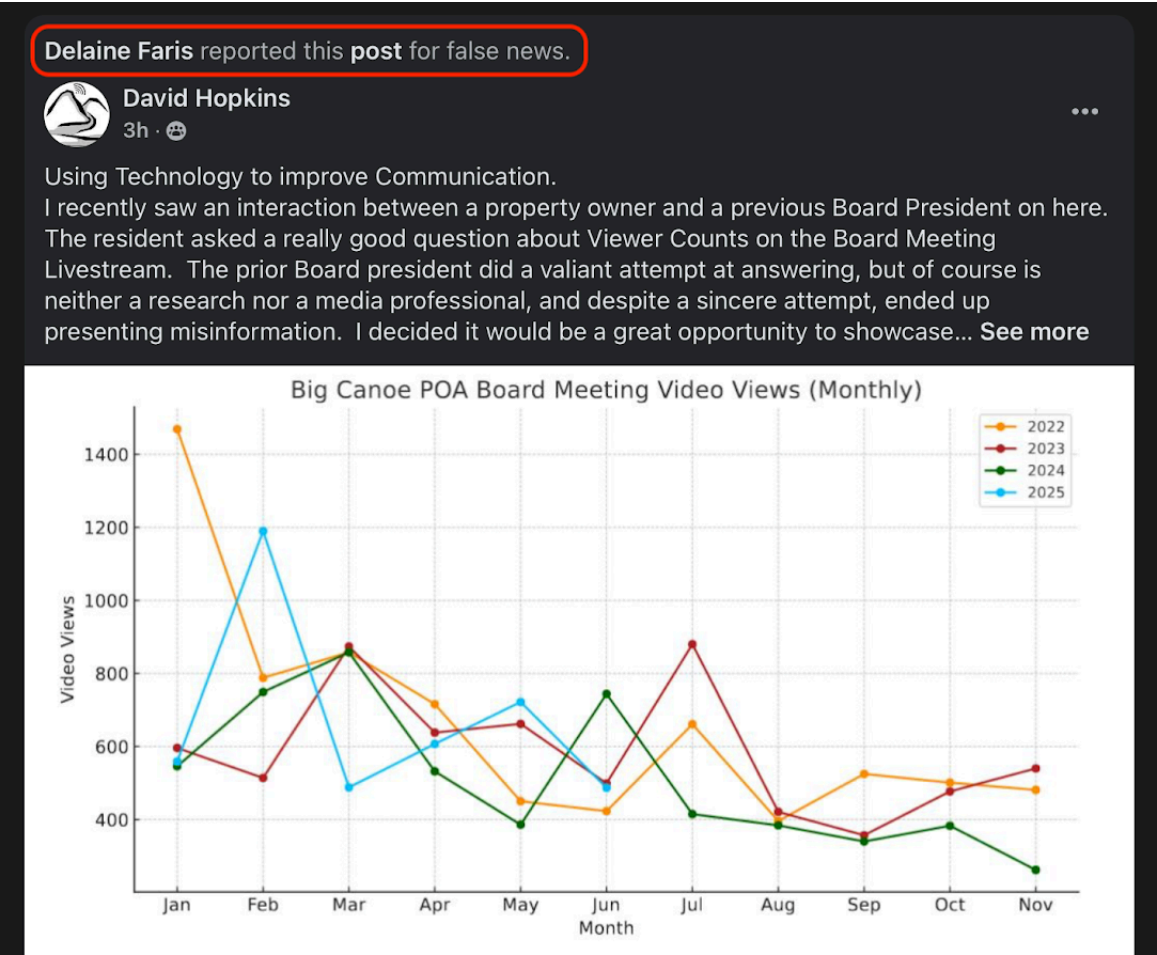 Delaine Faris reported this post for false news.
David Hopkins
3h ·
Using Technology to improve Communication.
I recently saw an interaction between a property owner and a previous Board President on here.
The resident asked a really good question about Viewer Counts on the Board Meeting
Livestream.  The prior Board president did a valiant attempt at answering, but of course is
neither a research nor a media professional, and despite a sincere attempt, ended up
presenting misinformation.  I decided it would be a great opportunity to showcase... See more
Big Canoe POA Board Meeting Video Views (Monthly)
2022
2023
2024
2025
1400
1200
1000
800
600
400
Video Views
Jan Feb Mar Apr May Jun Jul Aug Sep Oct Nov
Month